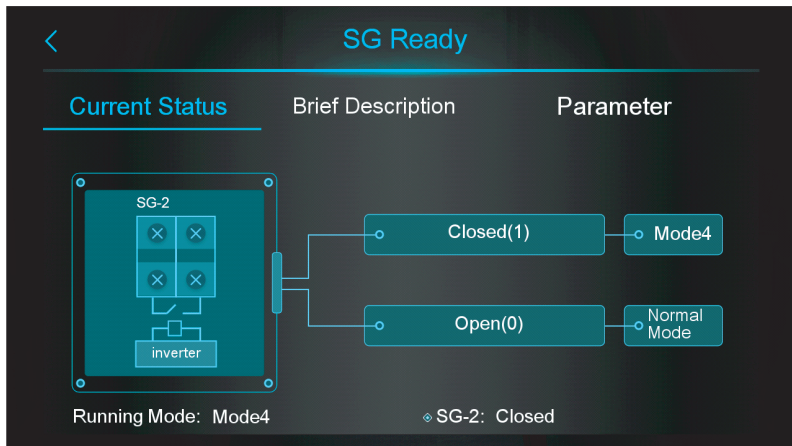 SG Ready
Current Status Brief Description Parameter
SG-2
Closed(1) Mode4
Open(0) Normal
Mode
inverter
Running Mode: Mode4 SG-2: Closed